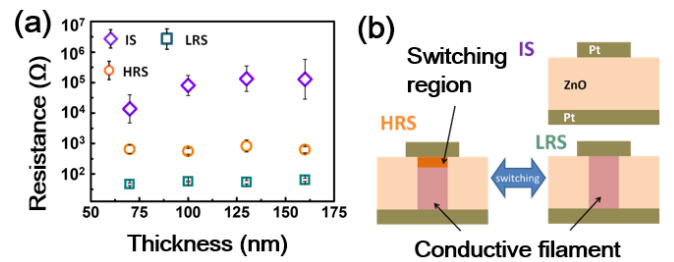 (a)
10⁷
10⁶
10⁵
10⁴
10³
10²
Resistance (Ω)
IS
LRS
HRS
50
75
100
125
150
175
Thickness (nm)
(b)
Switching
region
IS
Pt
ZnO
Pt
HRS
LRS
switching
Conductive filament